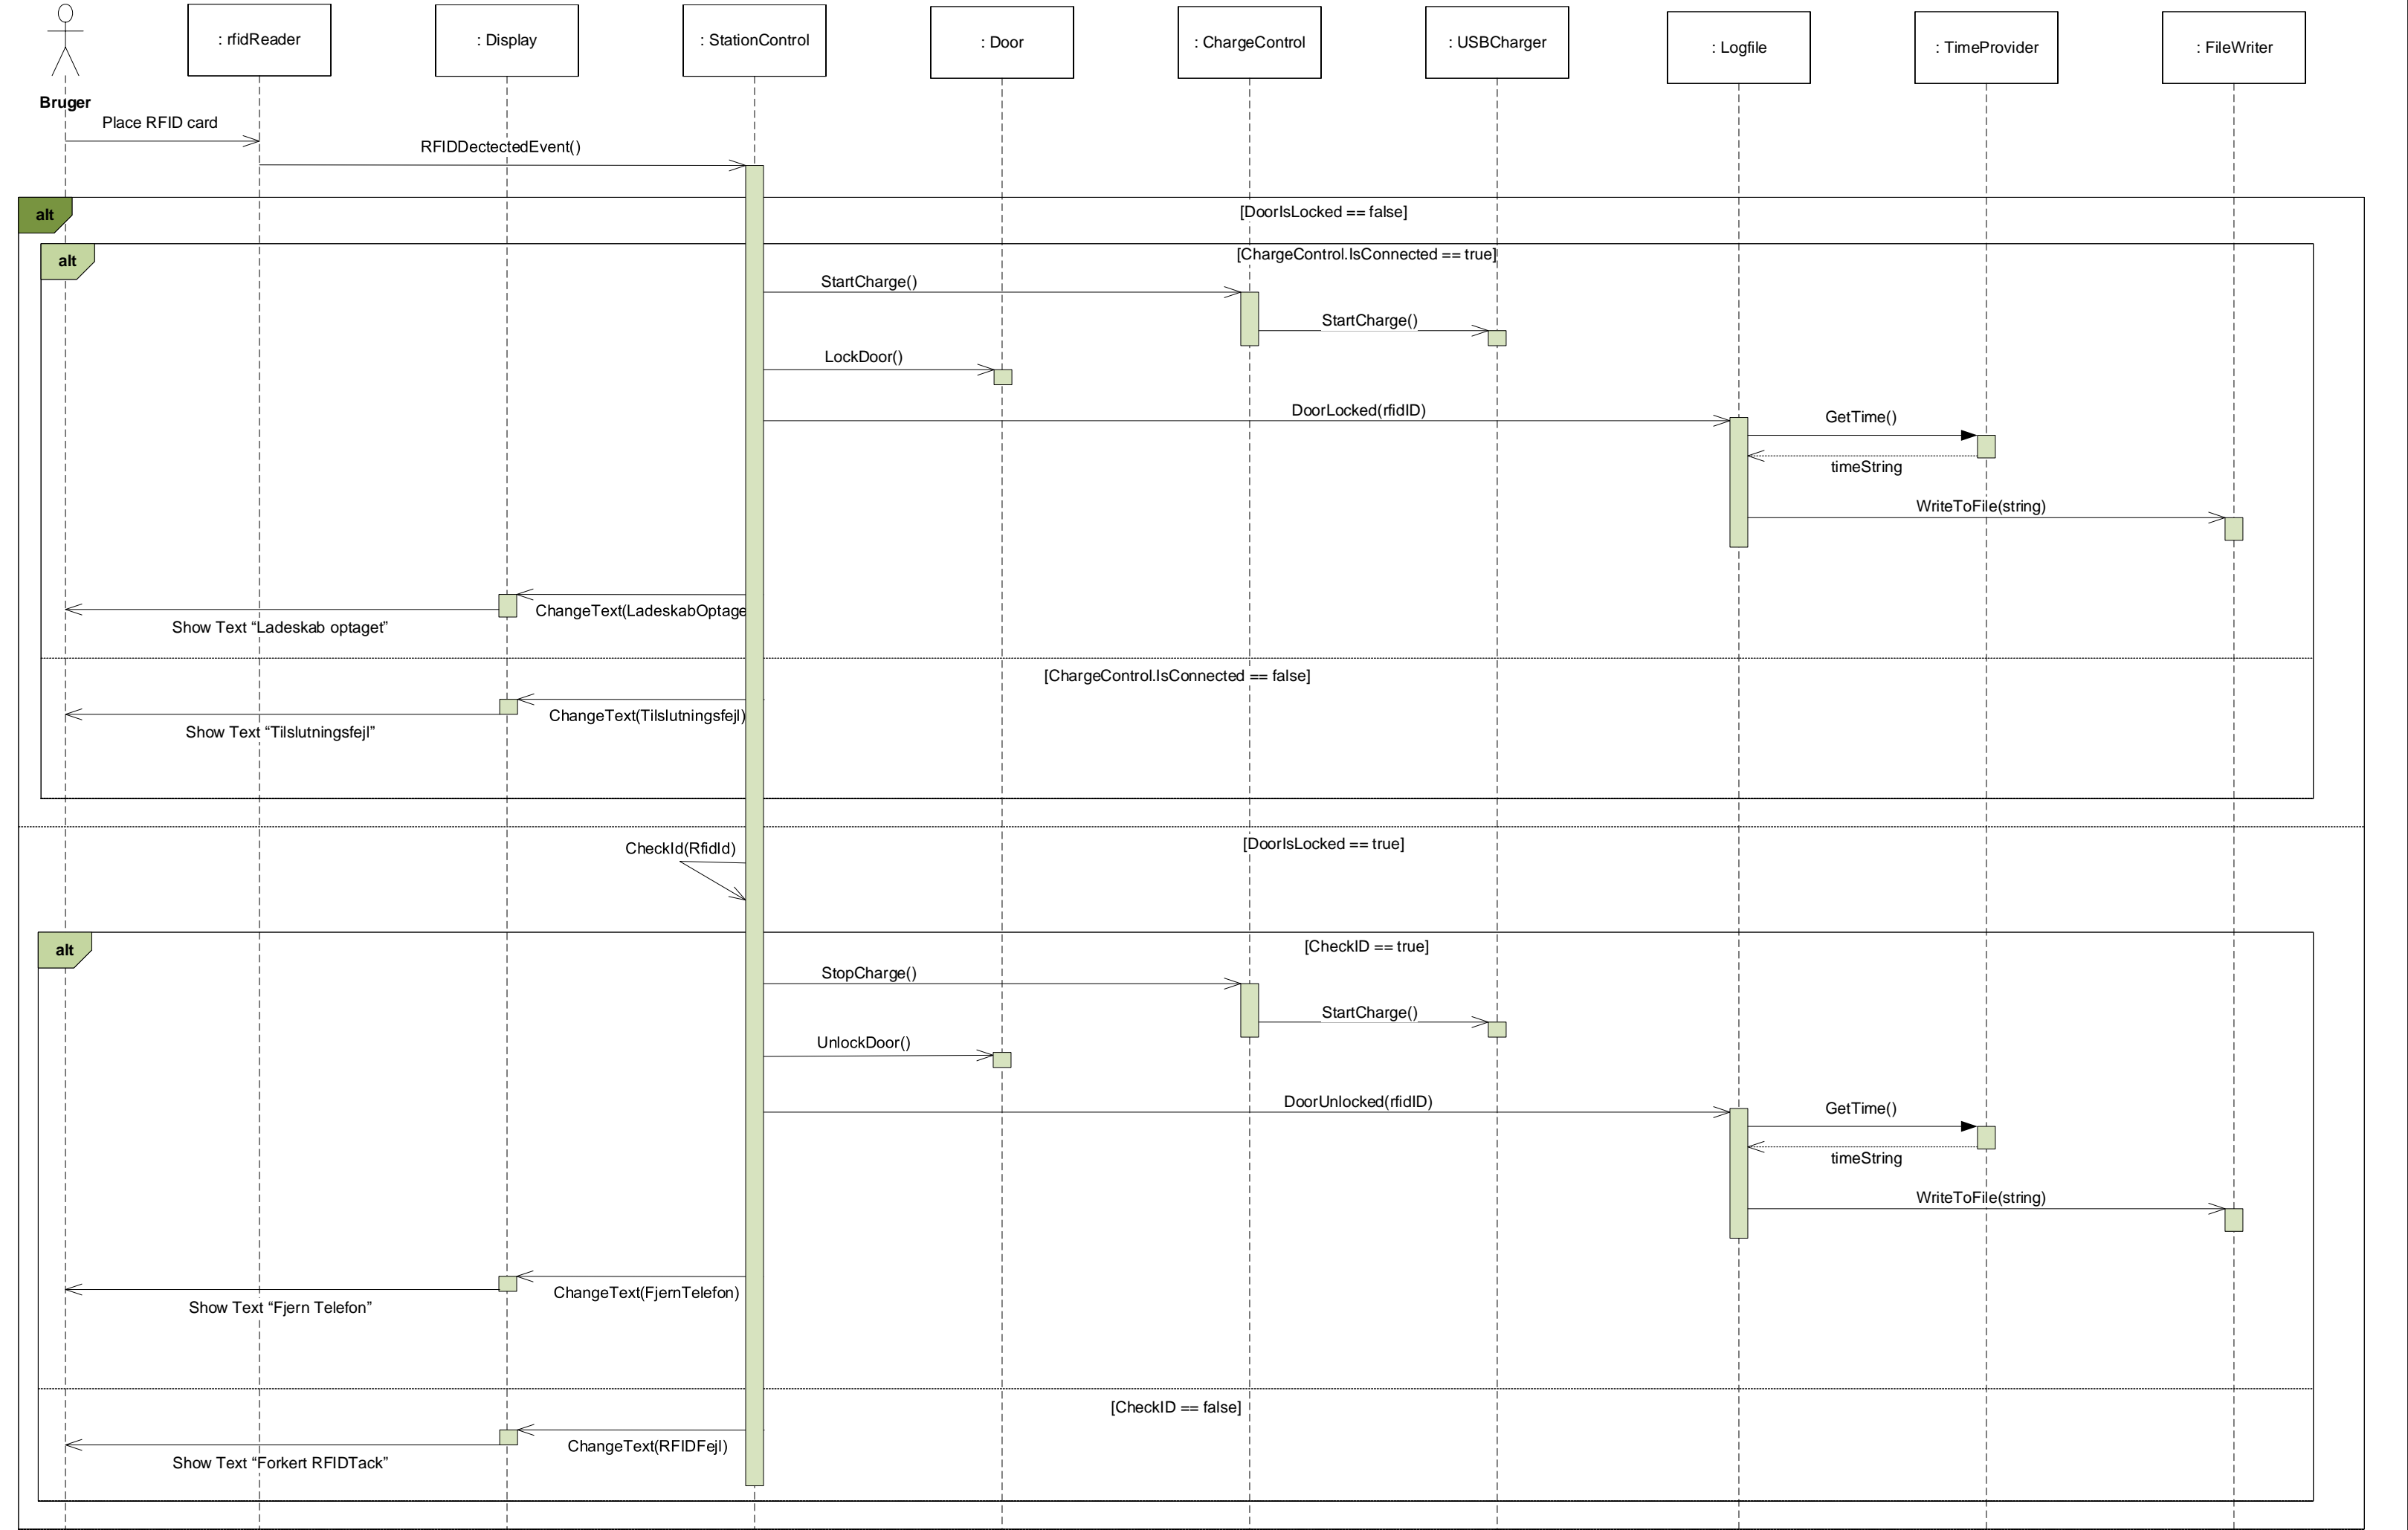 : rfidReader
: Display
: StationControl
: Door
: ChargeControl
: USBCharger
: Logfile
: TimeProvider
: FileWriter
Bruger
Place RFID card
RFIDDectectedEvent()
alt
[DoorIsLocked == false]
alt
[ChargeControl.IsConnected == true]
StartCharge()
StartCharge()
LockDoor()
DoorLocked(rfidID)
GetTime()
timeString
WriteToFile(string)
ChangeText(LadeskabOptage
Show Text “Ladeskab optaget”
[ChargeControl.IsConnected == false]
ChangeText(Tilslutningsfejl)
Show Text “Tilslutningsfejl”
CheckId(RfidId)
[DoorIsLocked == true]
alt
[CheckID == true]
StopCharge()
StartCharge()
UnlockDoor()
DoorUnlocked(rfidID)
GetTime()
timeString
WriteToFile(string)
ChangeText(FjernTelefon)
Show Text “Fjern Telefon”
[CheckID == false]
ChangeText(RFIDFejl)
Show Text “Forkert RFIDTack”